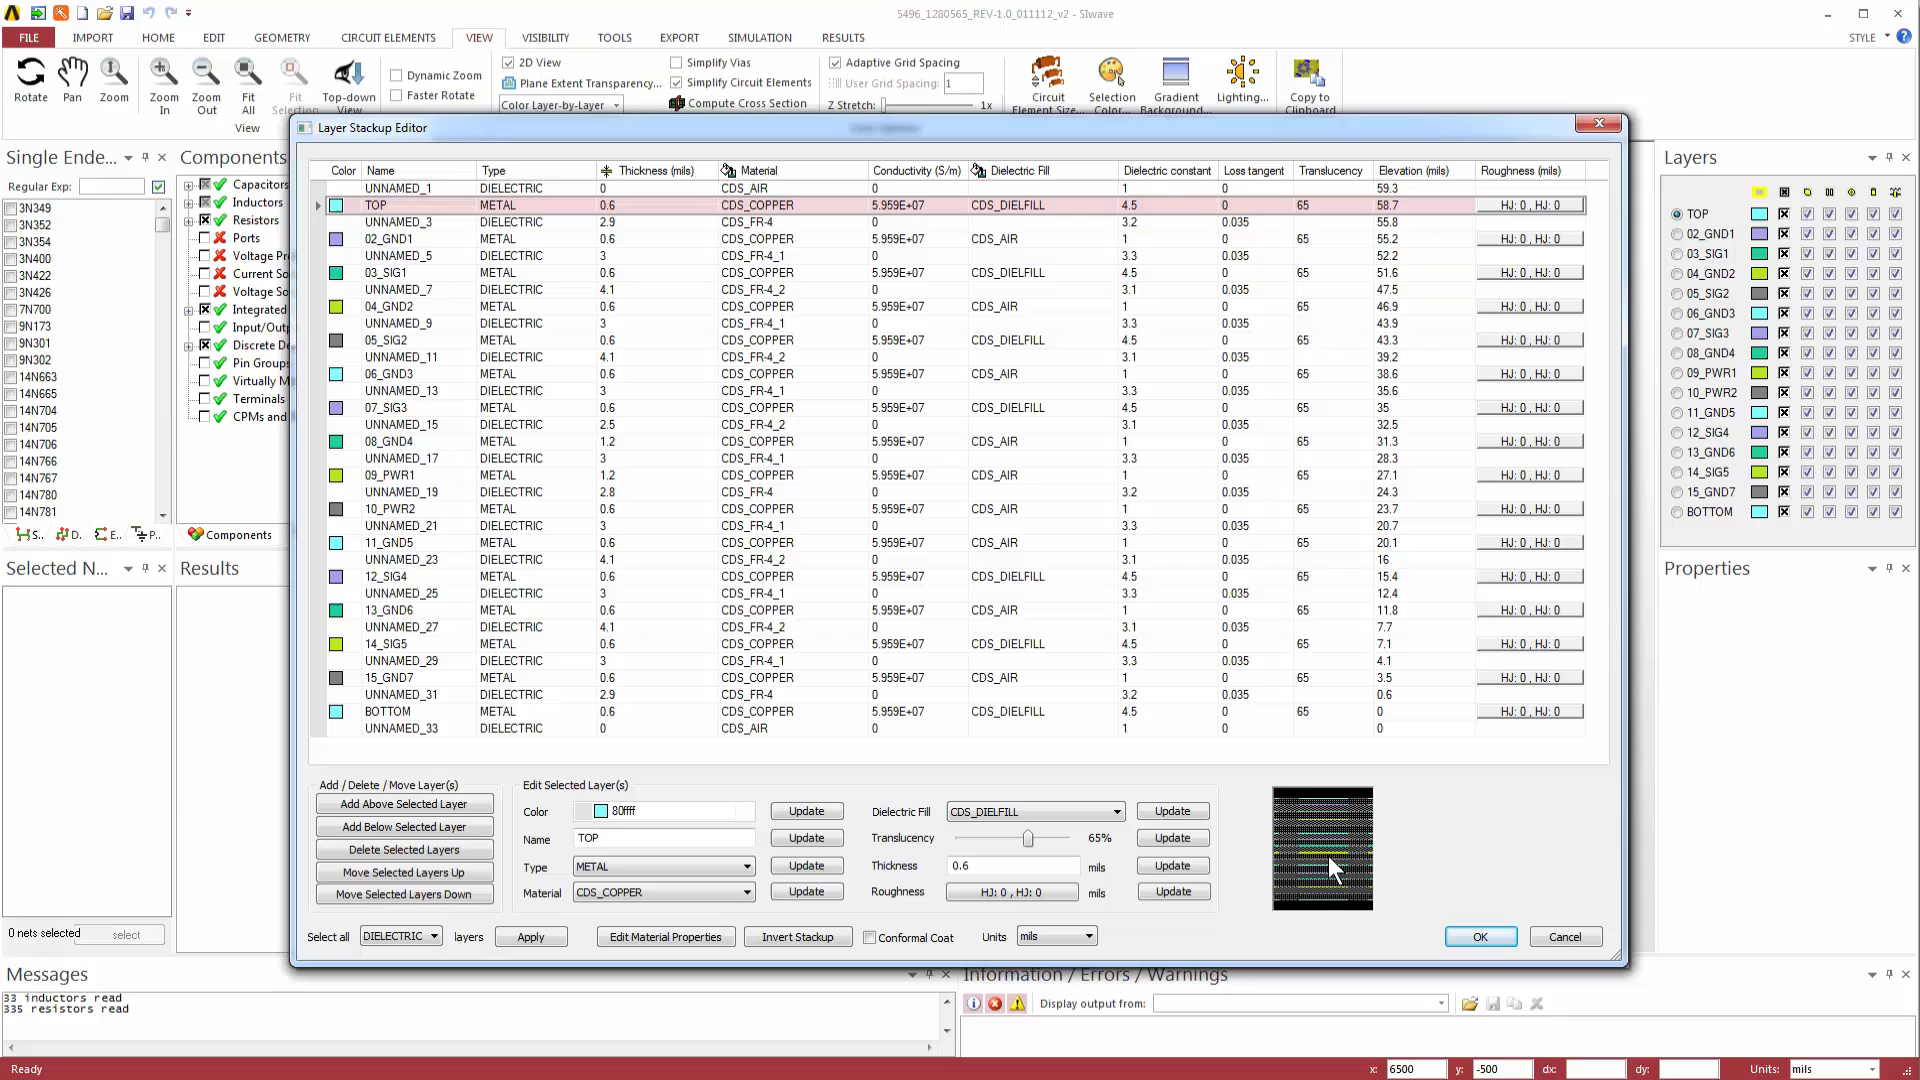 5496_1280565_REV-1.0_011112_v2 - SIwave
FILE IMPORT HOME EDIT GEOMETRY CIRCUIT ELEMENTS VIEW VISIBILITY TOOLS EXPORT SIMULATION RESULTS STYLE
Rotate Pan Zoom Zoom In Zoom Out Fit All Fit Selection Top-down View
View
Dynamic Zoom
Faster Rotate
2D View
Plane Extent Transparency...
Color Layer-by-Layer
Simplify Vias
Simplify Circuit Elements
Compute Cross Section
Adaptive Grid Spacing
User Grid Spacing: 1
Z Stretch: 1x
Circuit Element Size... Selection Color... Gradient Background... Lighting... Copy to Clipboard
Single Ende...
Regular Exp:
3N349
3N352
3N354
3N400
3N422
3N426
7N700
9N173
9N301
9N302
14N663
14N665
14N704
14N705
14N706
14N766
14N767
14N780
14N781
S.. D. E.. P..
Components
Capacitors
Inductors
Resistors
Ports
Voltage Pr
Current So
Voltage So
Integrated
Input/Outp
Discrete De
Pin Groups
Virtually M
Terminals
CPMs and
Components
Selected N...
0 nets selected select
Results
Layer Stackup Editor
Color Name Type Thickness (mils) Material Conductivity (S/m) Dielectric Fill Dielectric constant Loss tangent Translucency Elevation (mils) Roughness (mils)
UNNAMED_1 DIELECTRIC 0 CDS_AIR 0 1 0 59.3
TOP METAL 0.6 CDS_COPPER 5.959E+07 CDS_DIELFILL 4.5 0 65 58.7 HJ: 0 , HJ: 0
UNNAMED_3 DIELECTRIC 2.9 CDS_FR-4 0 3.2 0.035 55.8
02_GND1 METAL 0.6 CDS_COPPER 5.959E+07 CDS_AIR 1 0 65 55.2 HJ: 0 , HJ: 0
UNNAMED_5 DIELECTRIC 3 CDS_FR-4_1 0 3.3 0.035 52.2
03_SIG1 METAL 0.6 CDS_COPPER 5.959E+07 CDS_DIELFILL 4.5 0 65 51.6 HJ: 0 , HJ: 0
UNNAMED_7 DIELECTRIC 4.1 CDS_FR-4_2 0 3.1 0.035 47.5
04_GND2 METAL 0.6 CDS_COPPER 5.959E+07 CDS_AIR 1 0 65 46.9 HJ: 0 , HJ: 0
UNNAMED_9 DIELECTRIC 3 CDS_FR-4_1 0 3.3 0.035 43.9
05_SIG2 METAL 0.6 CDS_COPPER 5.959E+07 CDS_DIELFILL 4.5 0 65 43.3 HJ: 0 , HJ: 0
UNNAMED_11 DIELECTRIC 4.1 CDS_FR-4_2 0 3.1 0.035 39.2
06_GND3 METAL 0.6 CDS_COPPER 5.959E+07 CDS_AIR 1 0 65 38.6 HJ: 0 , HJ: 0
UNNAMED_13 DIELECTRIC 3 CDS_FR-4_1 0 3.3 0.035 35.6
07_SIG3 METAL 0.6 CDS_COPPER 5.959E+07 CDS_DIELFILL 4.5 0 65 35 HJ: 0 , HJ: 0
UNNAMED_15 DIELECTRIC 2.5 CDS_FR-4_2 0 3.1 0.035 32.5
08_GND4 METAL 1.2 CDS_COPPER 5.959E+07 CDS_AIR 1 0 65 31.3 HJ: 0 , HJ: 0
UNNAMED_17 DIELECTRIC 3 CDS_FR-4_1 0 3.3 0.035 28.3
09_PWR1 METAL 1.2 CDS_COPPER 5.959E+07 CDS_AIR 1 0 65 27.1 HJ: 0 , HJ: 0
UNNAMED_19 DIELECTRIC 2.8 CDS_FR-4 0 3.2 0.035 24.3
10_PWR2 METAL 0.6 CDS_COPPER 5.959E+07 CDS_AIR 1 0 65 23.7 HJ: 0 , HJ: 0
UNNAMED_21 DIELECTRIC 3 CDS_FR-4_1 0 3.3 0.035 20.7
11_GND5 METAL 0.6 CDS_COPPER 5.959E+07 CDS_AIR 1 0 65 20.1 HJ: 0 , HJ: 0
UNNAMED_23 DIELECTRIC 4.1 CDS_FR-4_2 0 3.1 0.035 16
12_SIG4 METAL 0.6 CDS_COPPER 5.959E+07 CDS_DIELFILL 4.5 0 65 15.4 HJ: 0 , HJ: 0
UNNAMED_25 DIELECTRIC 3 CDS_FR-4_1 0 3.3 0.035 12.4
13_GND6 METAL 0.6 CDS_COPPER 5.959E+07 CDS_AIR 1 0 65 11.8 HJ: 0 , HJ: 0
UNNAMED_27 DIELECTRIC 4.1 CDS_FR-4_2 0 3.1 0.035 7.7
14_SIG5 METAL 0.6 CDS_COPPER 5.959E+07 CDS_DIELFILL 4.5 0 65 7.1 HJ: 0 , HJ: 0
UNNAMED_29 DIELECTRIC 3 CDS_FR-4_1 0 3.3 0.035 4.1
15_GND7 METAL 0.6 CDS_COPPER 5.959E+07 CDS_AIR 1 0 65 3.5 HJ: 0 , HJ: 0
UNNAMED_31 DIELECTRIC 2.9 CDS_FR-4 0 3.2 0.035 0.6
BOTTOM METAL 0.6 CDS_COPPER 5.959E+07 CDS_DIELFILL 4.5 0 65 0 HJ: 0 , HJ: 0
UNNAMED_33 DIELECTRIC 0 CDS_AIR 0 1 0 0
Add / Delete / Move Layer(s)
Add Above Selected Layer
Add Below Selected Layer
Delete Selected Layers
Move Selected Layers Up
Move Selected Layers Down
Edit Selected Layer(s)
Color 80ffff Update
Name TOP Update
Type METAL Update
Material CDS_COPPER Update
Dielectric Fill CDS_DIELFILL Update
Translucency 65% Update
Thickness 0.6 mils Update
Roughness HJ: 0 , HJ: 0 mils Update
Select all DIELECTRIC layers Apply Edit Material Properties Invert Stackup Conformal Coat Units mils OK Cancel
Layers
TOP
02_GND1
03_SIG1
04_GND2
05_SIG2
06_GND3
07_SIG3
08_GND4
09_PWR1
10_PWR2
11_GND5
12_SIG4
13_GND6
14_SIG5
15_GND7
BOTTOM
Properties
Messages
33 inductors read
335 resistors read
Information / Errors / Warnings
Display output from:
Ready x: 6500 y: -500 dx: dy: Units: mils